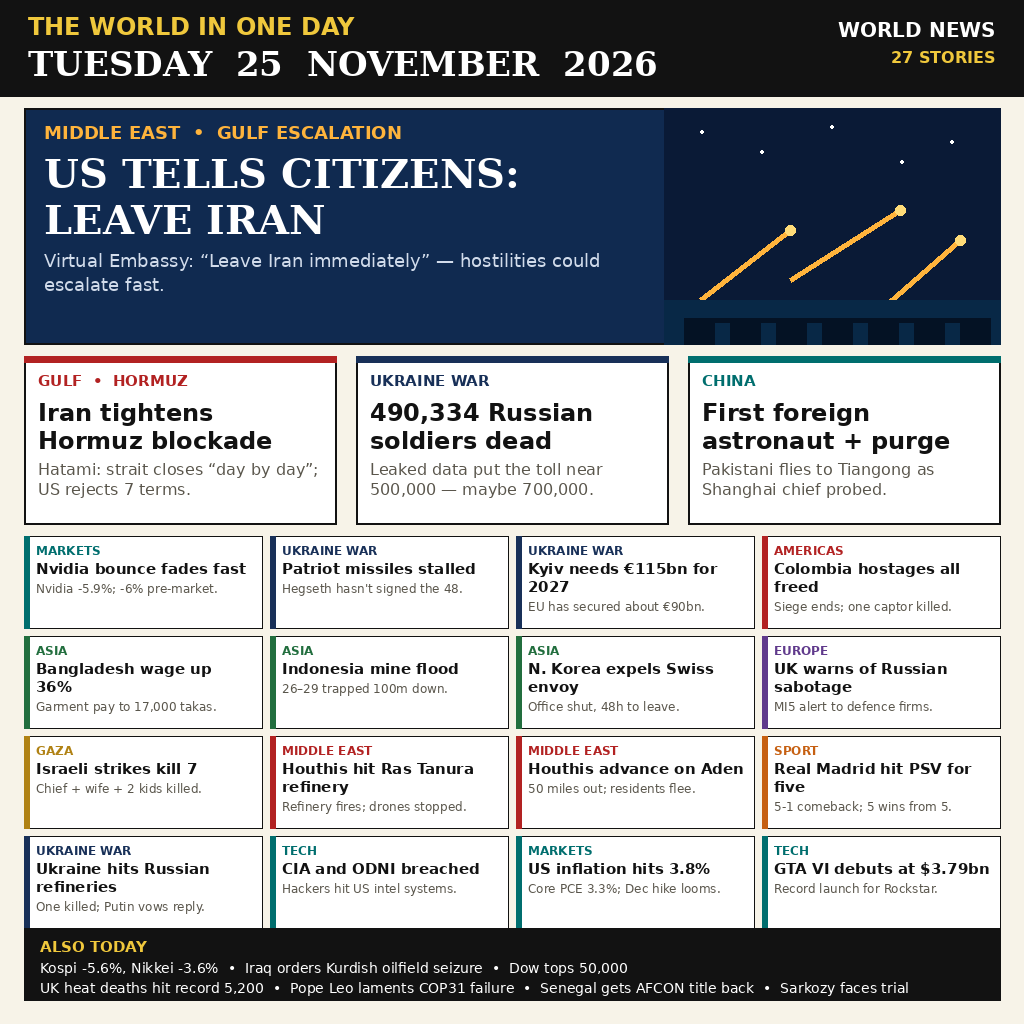 THE WORLD IN ONE DAY
TUESDAY 25 NOVEMBER 2026
WORLD NEWS
27 STORIES
MIDDLE EAST • GULF ESCALATION
US TELLS CITIZENS:
LEAVE IRAN
Virtual Embassy: “Leave Iran immediately” — hostilities could
escalate fast.
GULF • HORMUZ
Iran tightens
Hormuz blockade
Hatami: strait closes “day by day”;
US rejects 7 terms.
UKRAINE WAR
490,334 Russian
soldiers dead
Leaked data put the toll near
500,000 — maybe 700,000.
CHINA
First foreign
astronaut + purge
Pakistani flies to Tiangong as
Shanghai chief probed.
MARKETS
Nvidia bounce fades fast
Nvidia -5.9%; -6% pre-market.
UKRAINE WAR
Patriot missiles stalled
Hegseth hasn't signed the 48.
UKRAINE WAR
Kyiv needs €115bn for
2027
EU has secured about €90bn.
AMERICAS
Colombia hostages all
freed
Siege ends; one captor killed.
ASIA
Bangladesh wage up
36%
Garment pay to 17,000 takas.
ASIA
Indonesia mine flood
26–29 trapped 100m down.
ASIA
N. Korea expels Swiss
envoy
Office shut, 48h to leave.
EUROPE
UK warns of Russian
sabotage
MI5 alert to defence firms.
GAZA
Israeli strikes kill 7
Chief + wife + 2 kids killed.
MIDDLE EAST
Houthis hit Ras Tanura
refinery
Refinery fires; drones stopped.
MIDDLE EAST
Houthis advance on Aden
50 miles out; residents flee.
SPORT
Real Madrid hit PSV for
five
5-1 comeback; 5 wins from 5.
UKRAINE WAR
Ukraine hits Russian
refineries
One killed; Putin vows reply.
TECH
CIA and ODNI breached
Hackers hit US intel systems.
MARKETS
US inflation hits 3.8%
Core PCE 3.3%; Dec hike looms.
TECH
GTA VI debuts at $3.79bn
Record launch for Rockstar.
ALSO TODAY
Kospi -5.6%, Nikkei -3.6% • Iraq orders Kurdish oilfield seizure • Dow tops 50,000
UK heat deaths hit record 5,200 • Pope Leo laments COP31 failure • Senegal gets AFCON title back • Sarkozy faces trial